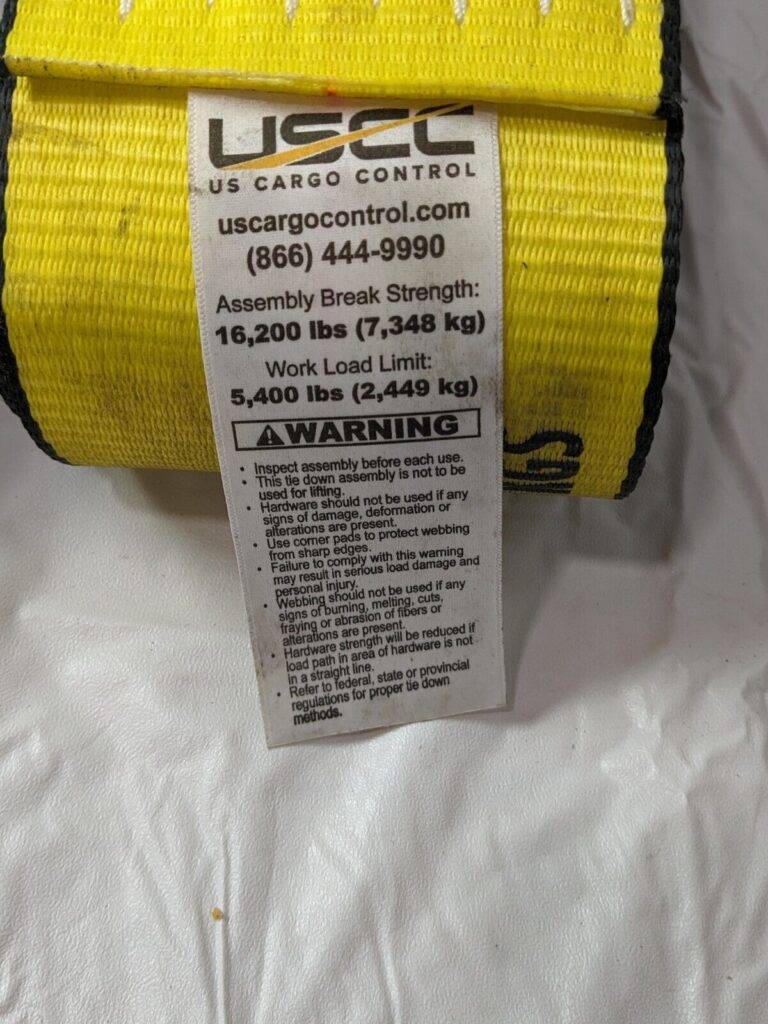 USCC
US CARGO CONTROL
uscargocontrol.com
(866) 444-9990
Assembly Break Strength:
16,200 lbs (7,348 kg)
Work Load Limit:
5,400 lbs (2,449 kg)
WARNING
• Inspect assembly before each use.
• This tie down assembly is not to be
used for lifting.
• Hardware should not be used if any
signs of damage, deformation or
alterations are present.
• Use corner pads to protect webbing
from sharp edges.
• Failure to comply with this warning
may result in serious load damage and
personal injury.
• Webbing should not be used if any
signs of burning, melting, cuts,
fraying or abrasion of fibers or
alterations are present.
• Hardware strength will be reduced if
load path in area of hardware is not
in a straight line.
• Refer to federal, state or provincial
regulations for proper tie down
methods.